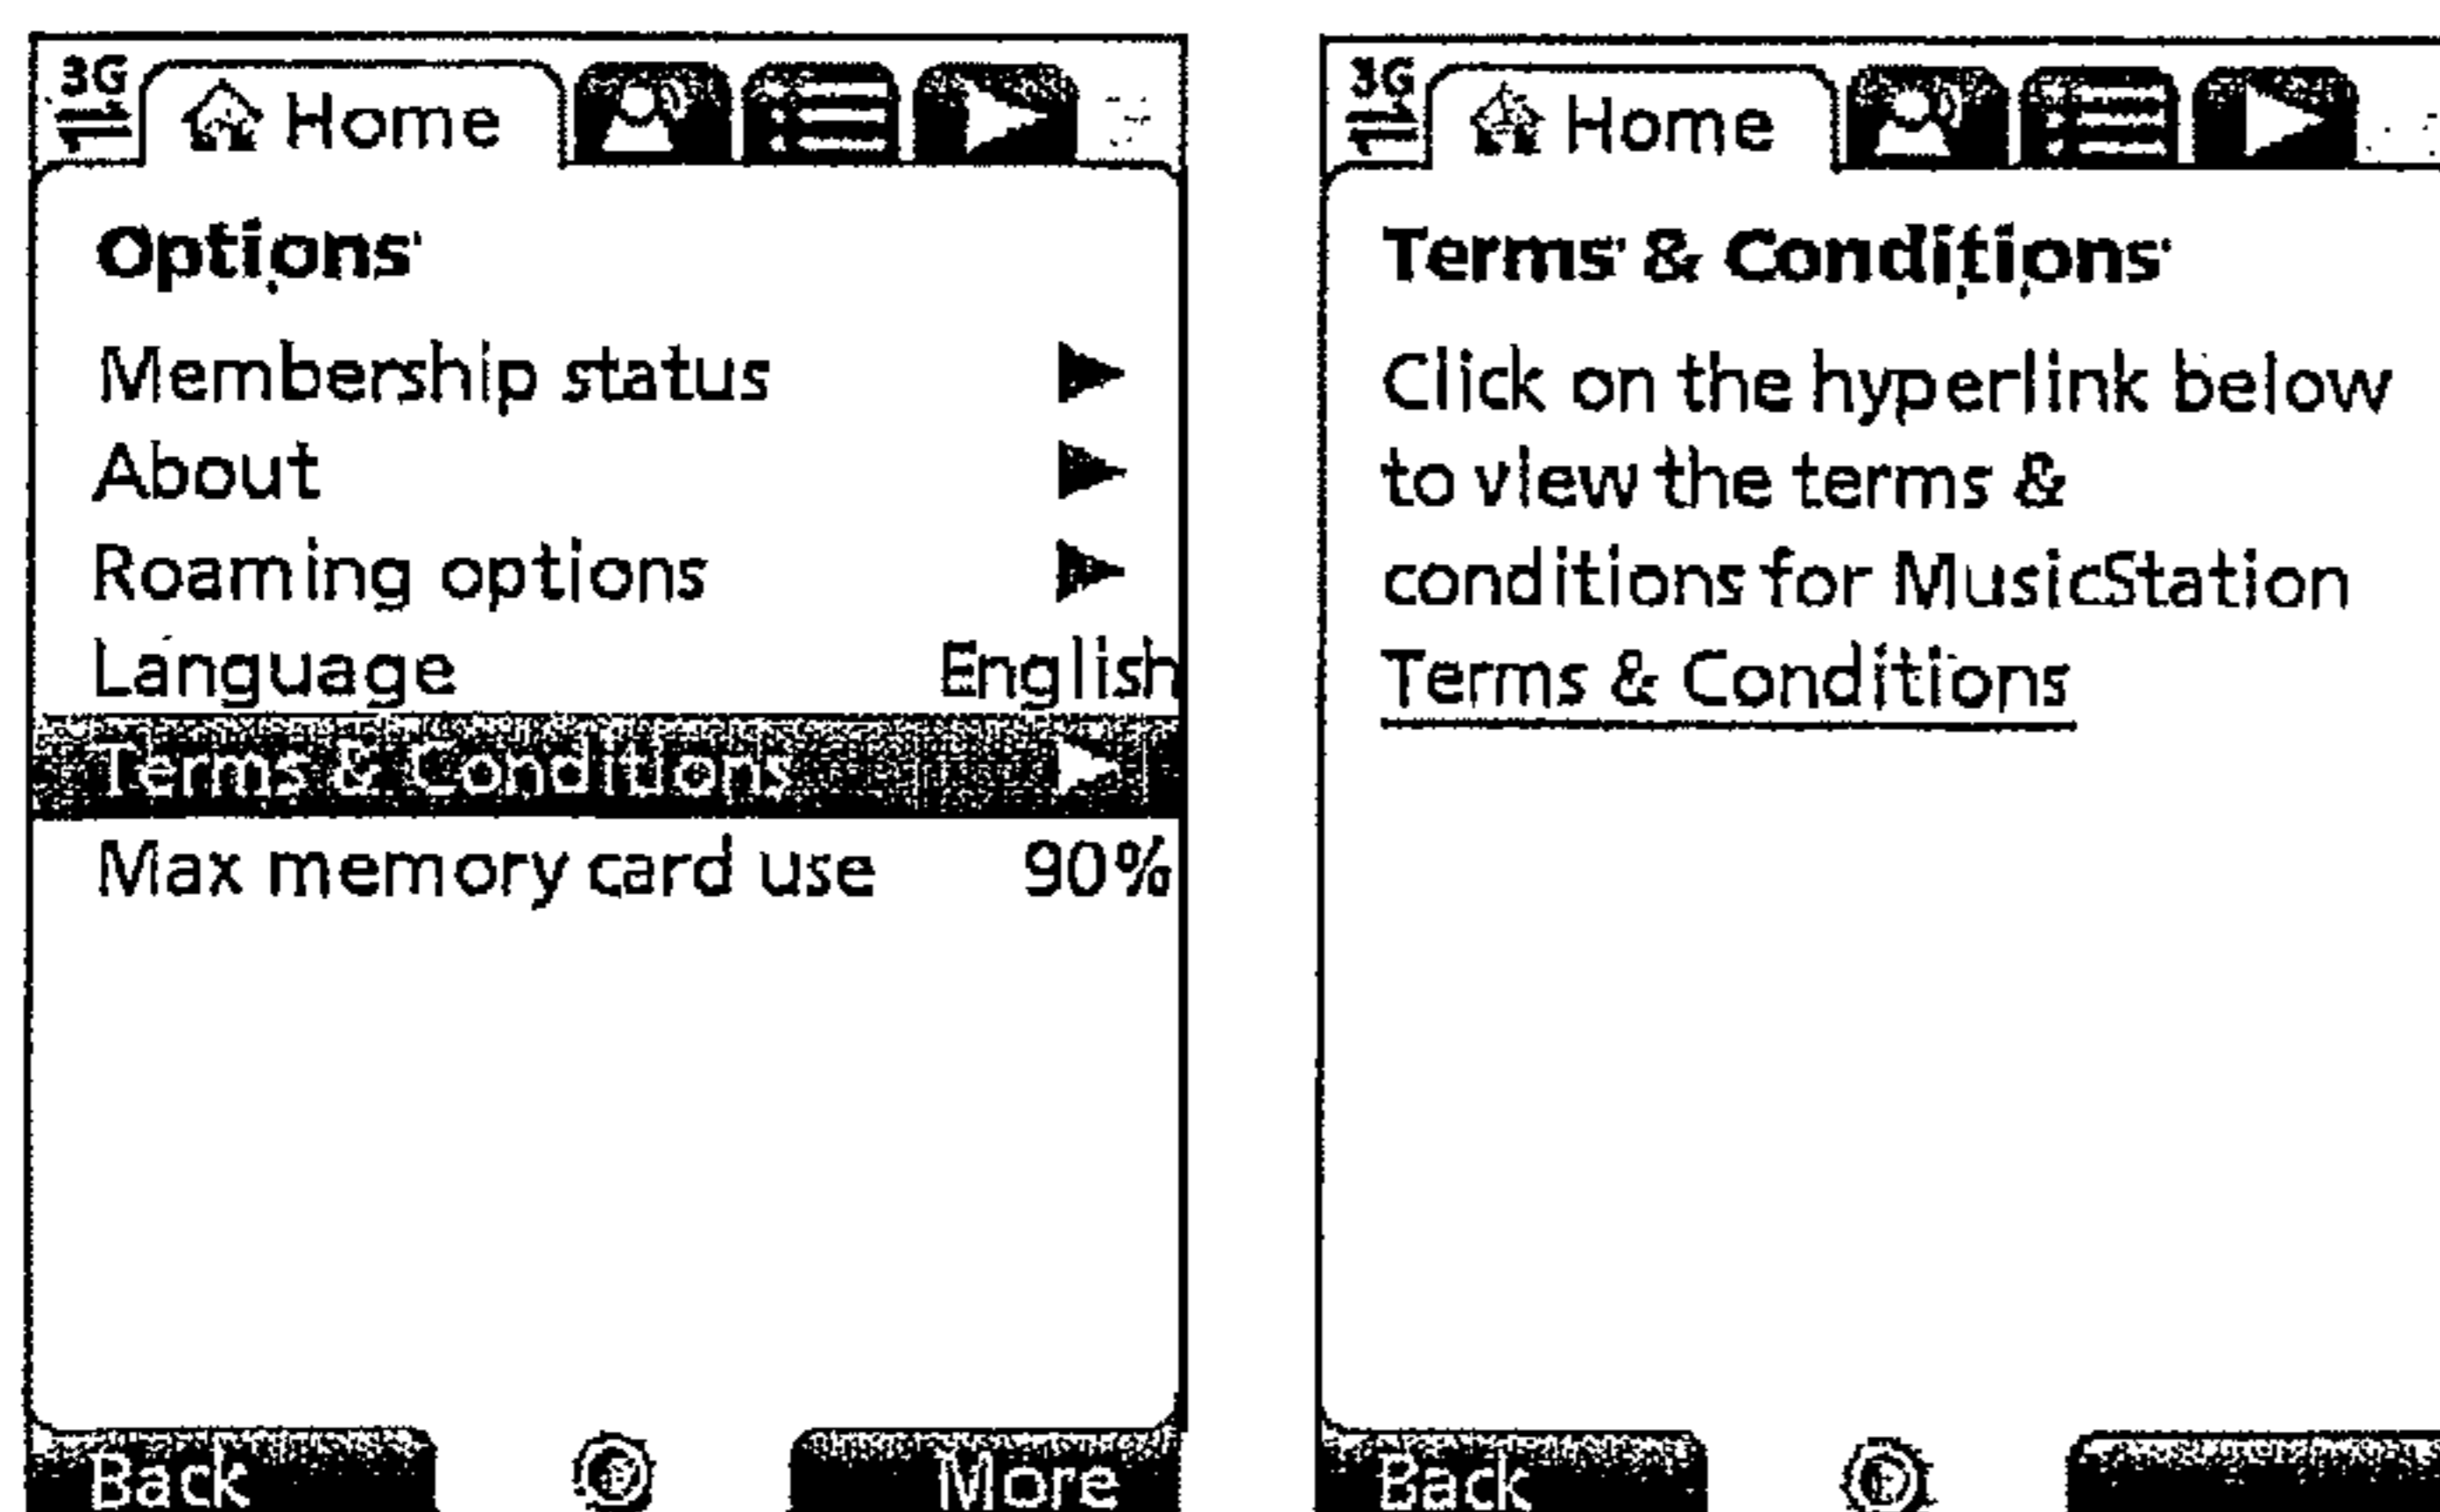 3G
Home
Options
Membership status
About
Roaming options
Language English
Terms & Conditions
Max memory card use 90%
Back More
3G
Home
Terms & Conditions
Click on the hyperlink below
to view the terms &
conditions for MusicStation
Terms & Conditions
Back